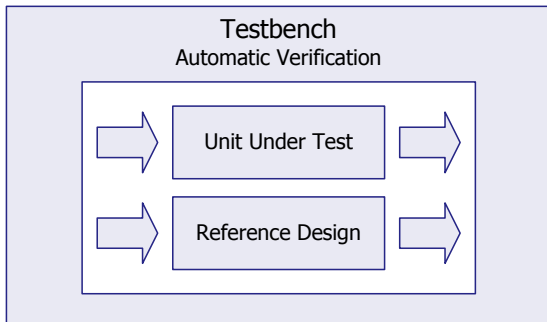 Testbench
Automatic Verification
Unit Under Test
Reference Design